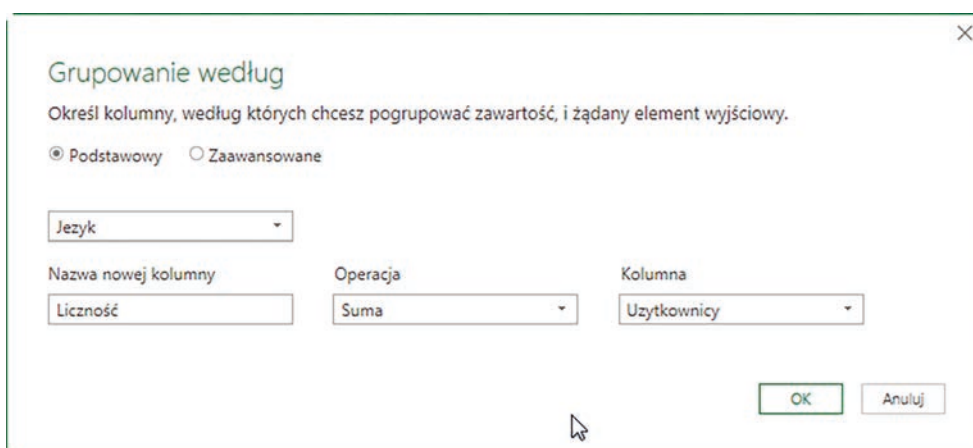 Grupowanie według
Określ kolumny, według których chcesz pogrupować zawartość, i żądany element wyjściowy.
Podstawowy Zaawansowane
Jezyk
Nazwa nowej kolumny Operacja Kolumna
Liczność Suma Uzytkownicy
OK Anuluj